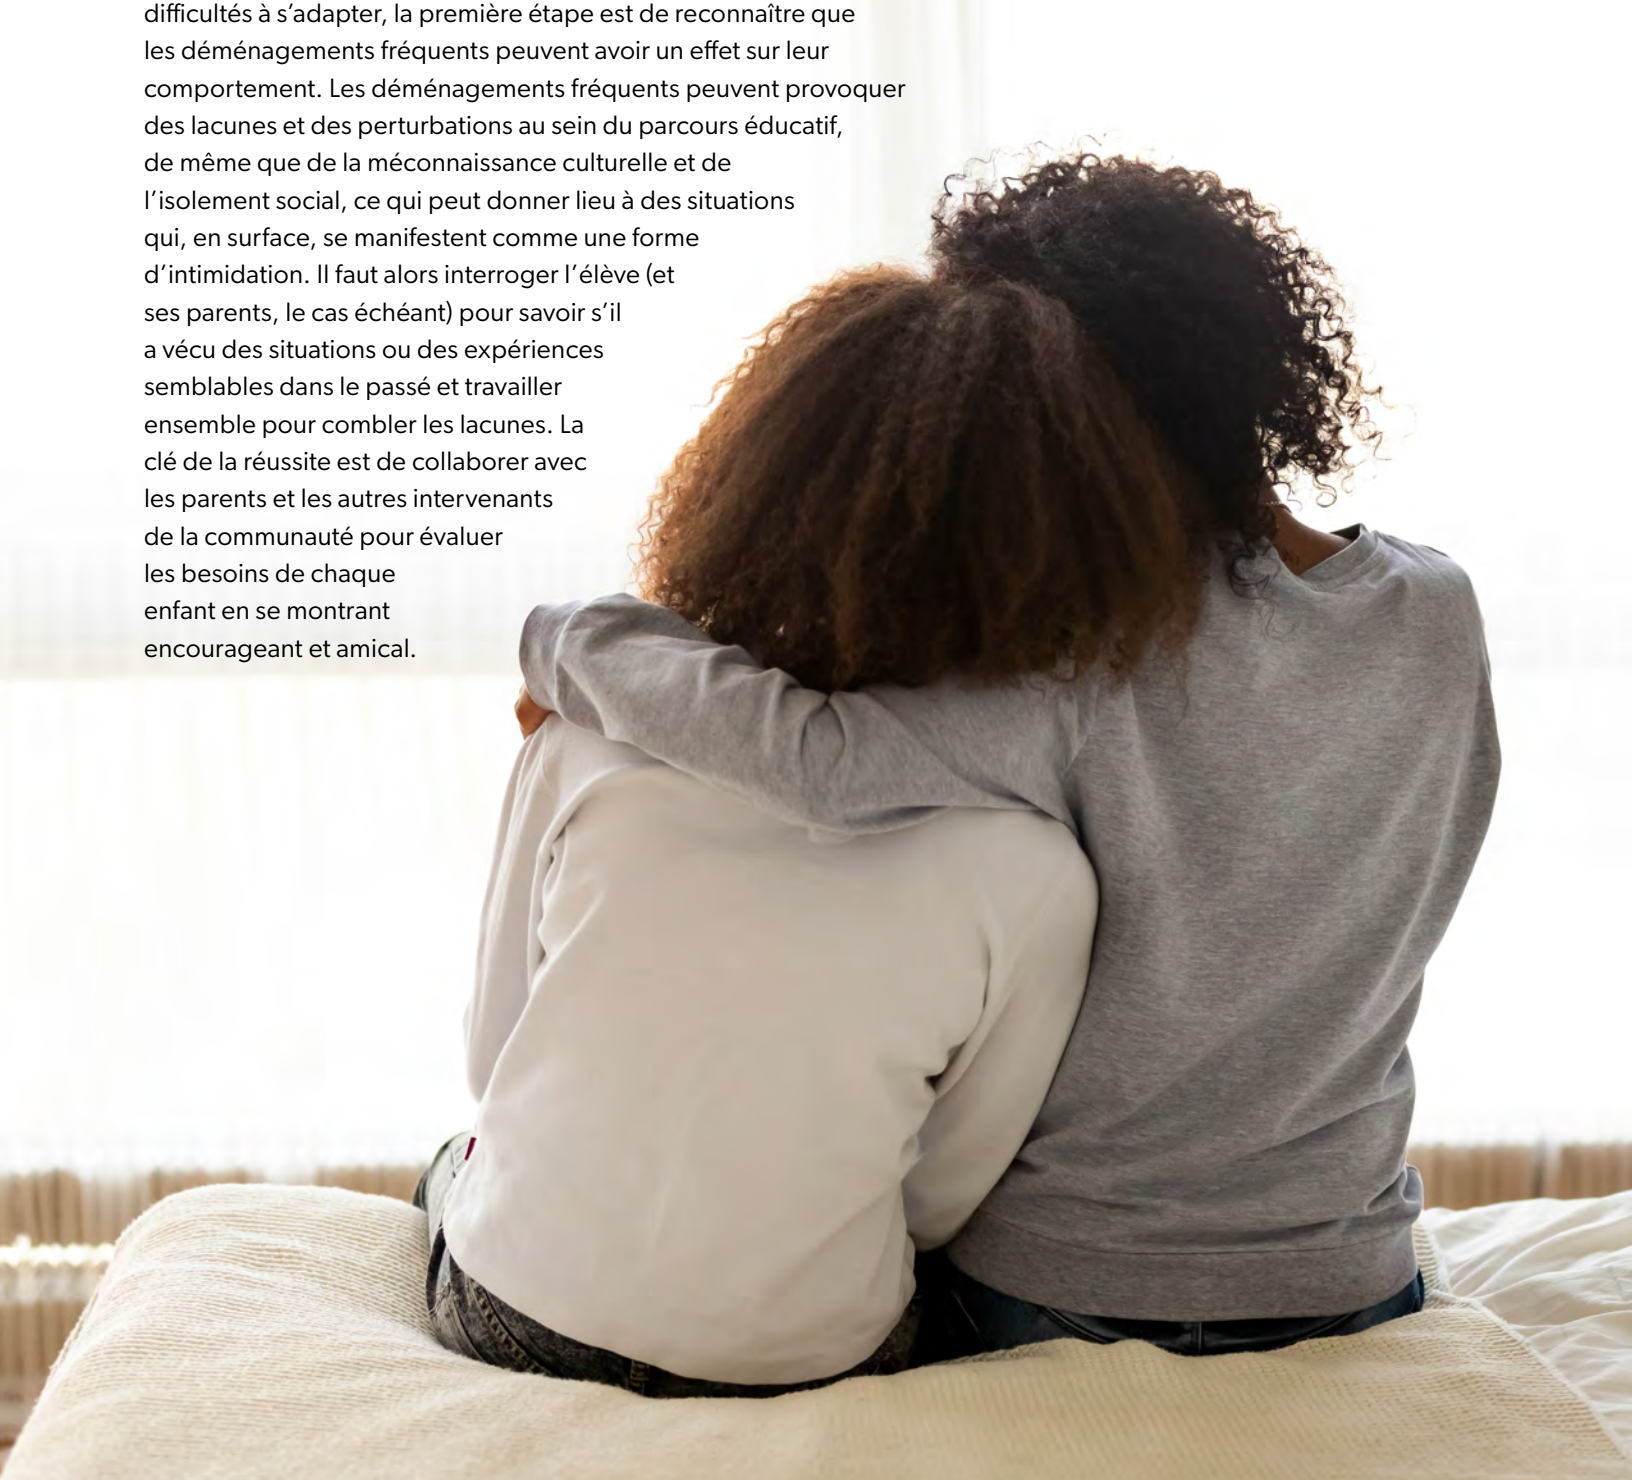 difficultés à s’adapter, la première étape est de reconnaître que
les déménagements fréquents peuvent avoir un effet sur leur
comportement. Les déménagements fréquents peuvent provoquer
des lacunes et des perturbations au sein du parcours éducatif,
de même que de la méconnaissance culturelle et de
l’isolement social, ce qui peut donner lieu à des situations
qui, en surface, se manifestent comme une forme
d’intimidation. Il faut alors interroger l’élève (et
ses parents, le cas échéant) pour savoir s’il
a vécu des situations ou des expériences
semblables dans le passé et travailler
ensemble pour combler les lacunes. La
clé de la réussite est de collaborer avec
les parents et les autres intervenants
de la communauté pour évaluer
les besoins de chaque
enfant en se montrant
encourageant et amical.